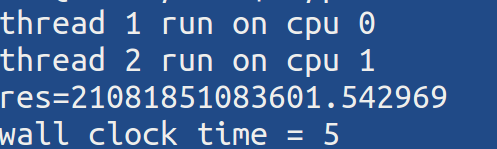 thread 1 run on cpu 0
thread 2 run on cpu 1
res=21081851083601.542969
wall clock time = 5